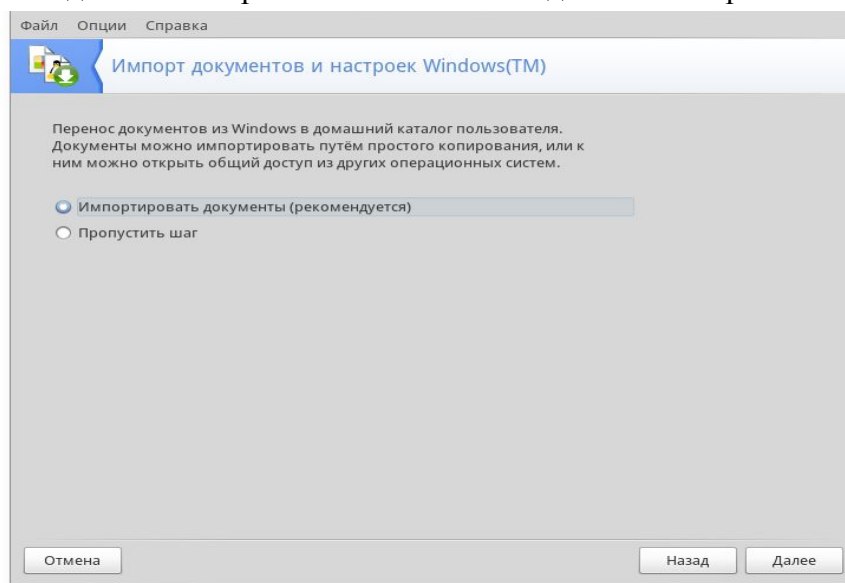 Файл Опции Справка
Импорт документов и настроек Windows(TM)
Перенос документов из Windows в домашний каталог пользователя.
Документы можно импортировать путём простого копирования, или к
ним можно открыть общий доступ из других операционных систем.
Импортировать документы (рекомендуется)
Пропустить шаг
Отмена Назад Далее